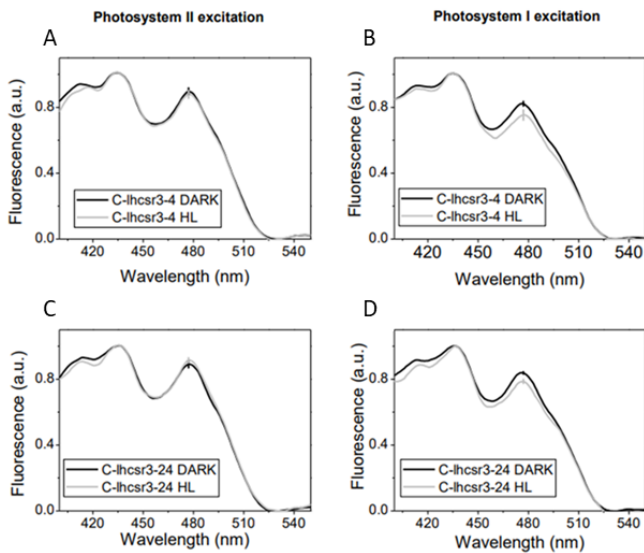 Photosystem II excitation
Photosystem I excitation
A
Fluorescence (a.u.)
0.8
0.4
0.0
C-lhcsr3-4 DARK
C-lhcsr3-4 HL
420 450 480 510 540
Wavelength (nm)
B
Fluorescence (a.u.)
0.8
0.4
0.0
C-lhcsr3-4 DARK
C-lhcsr3-4 HL
420 450 480 510 540
Wavelength (nm)
C
Fluorescence (a.u.)
0.8
0.4
0.0
C-lhcsr3-24 DARK
C-lhcsr3-24 HL
420 450 480 510 540
Wavelength (nm)
D
Fluorescence (a.u.)
0.8
0.4
0.0
C-lhcsr3-24 DARK
C-lhcsr3-24 HL
420 450 480 510 540
Wavelength (nm)